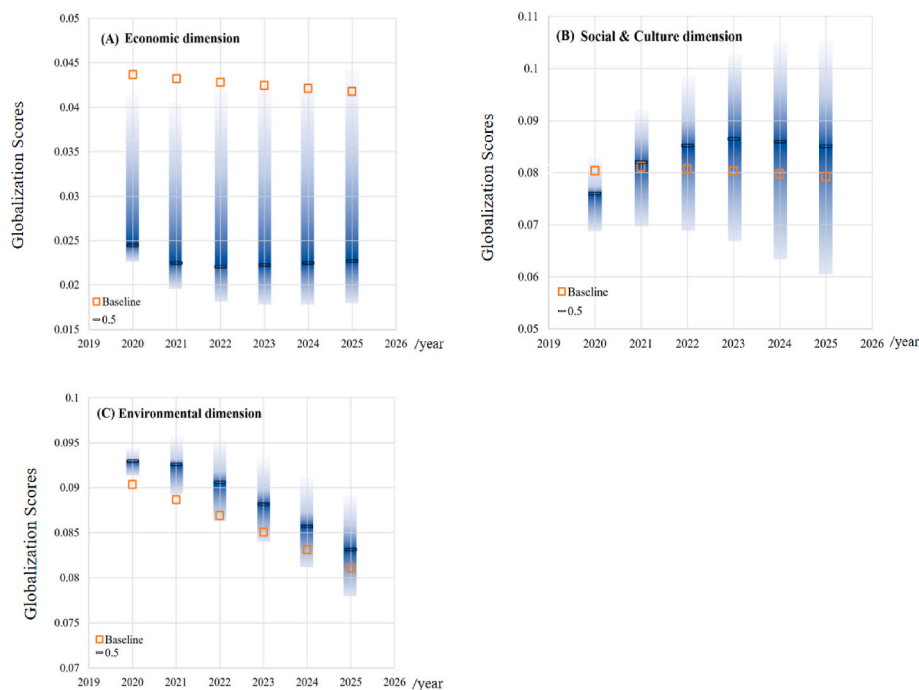 (A) Economic dimension
Globalization Scores
0.05
0.045
0.04
0.035
0.03
0.025
0.02
0.015
Baseline
0.5
2019 2020 2021 2022 2023 2024 2025 2026 /year
(B) Social & Culture dimension
Globalization Scores
0.11
0.1
0.09
0.08
0.07
0.06
0.05
Baseline
0.5
2019 2020 2021 2022 2023 2024 2025 2026 /year
(C) Environmental dimension
Globalization Scores
0.1
0.095
0.09
0.085
0.08
0.075
0.07
Baseline
0.5
2019 2020 2021 2022 2023 2024 2025 2026 /year